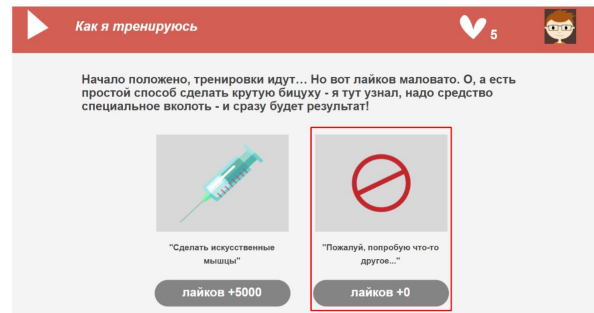 Как я тренируюсь
5
Начало положено, тренировки идут... Но вот лайков маловато. О, а есть
простой способ сделать крутую бицуху - я тут узнал, надо средство
специальное вколоть - и сразу будет результат!
"Сделать искусственные
мышцы"
"Пожалуй, попробую что-то
другое..."
лайков +5000
лайков +0